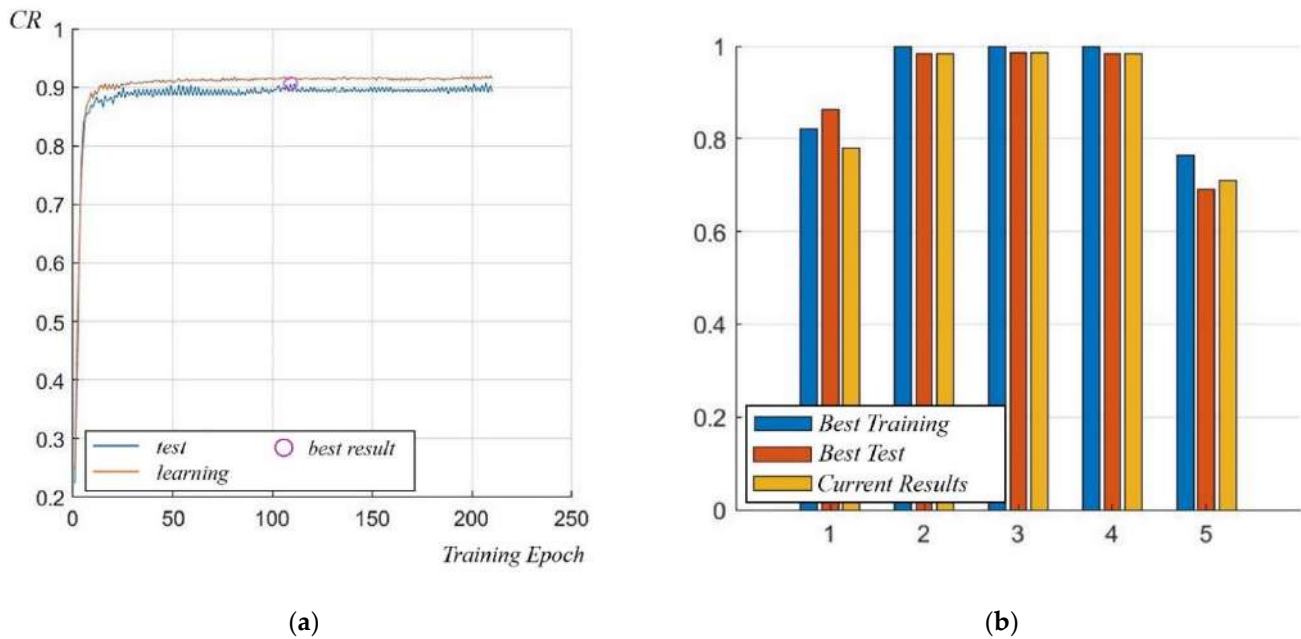 CR
1
0.9
0.8
0.7
0.6
0.5
0.4
0.3
0.2
0 50 100 150 200 250
test
learning
best result
Training Epoch
(a)
1
0.8
0.6
0.4
0.2
0
1 2 3 4 5
Best Training
Best Test
Current Results
(b)